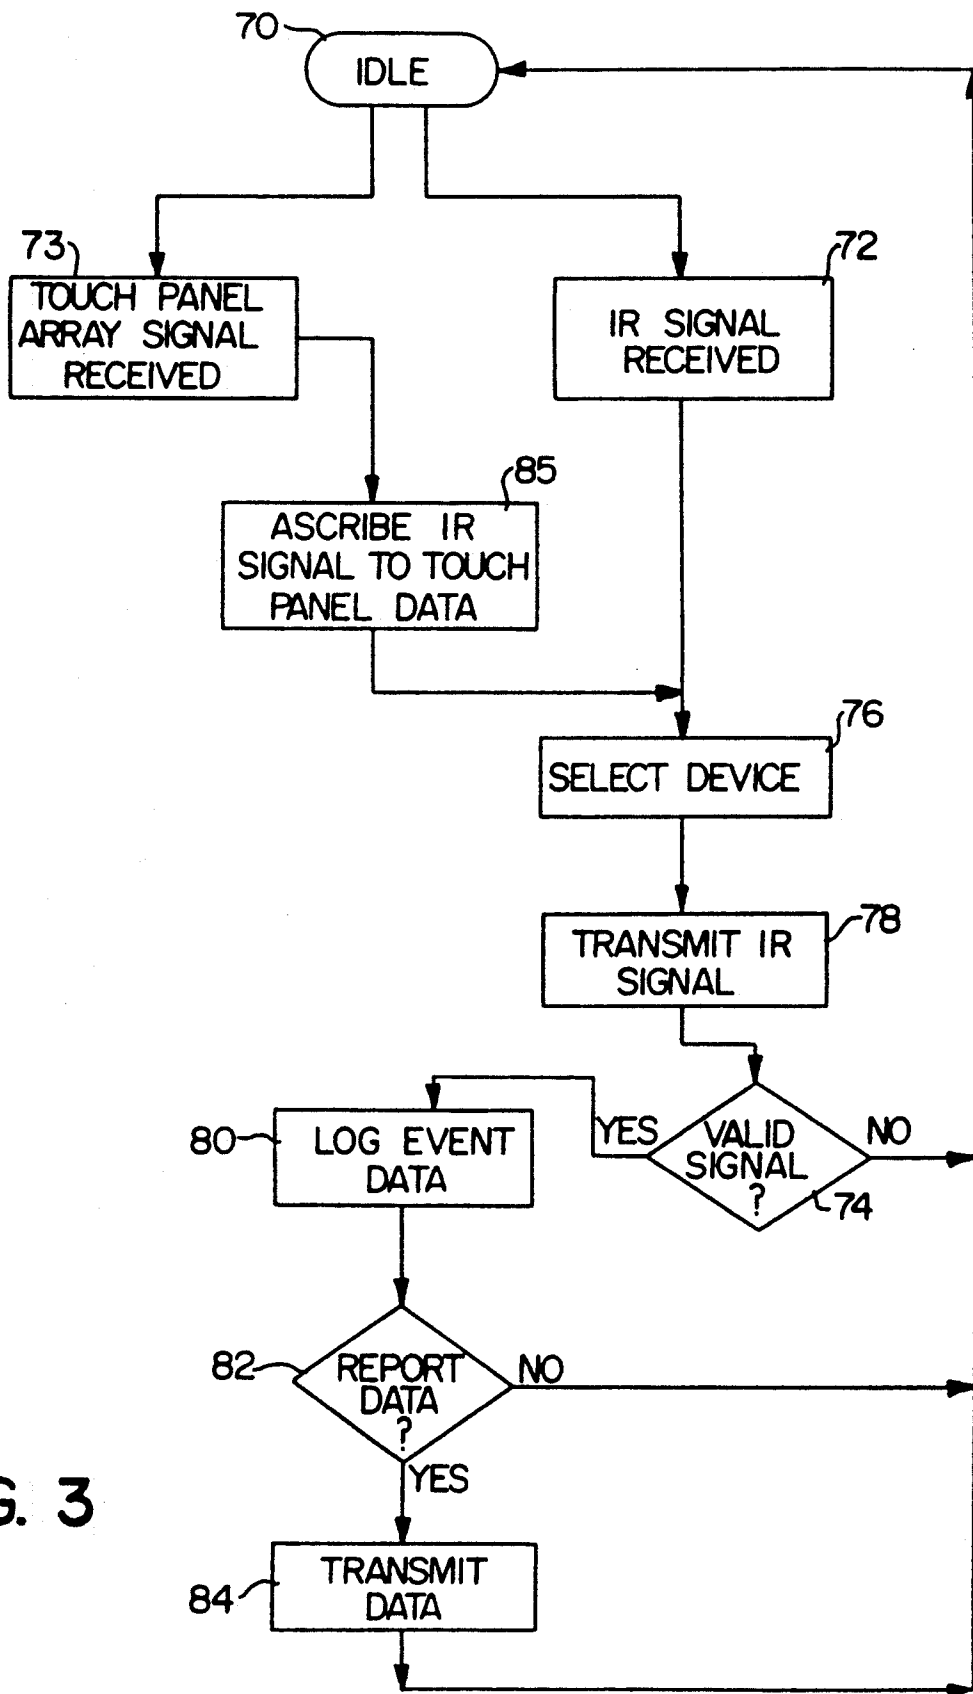 70
IDLE
73
TOUCH PANEL
ARRAY SIGNAL
RECEIVED
72
IR SIGNAL
RECEIVED
85
ASCRIBE IR
SIGNAL TO TOUCH
PANEL DATA
76
SELECT DEVICE
78
TRANSMIT IR
SIGNAL
80
LOG EVENT
DATA
YES
VALID
SIGNAL
?
NO
74
82
REPORT
DATA
?
NO
YES
G. 3
84
TRANSMIT
DATA